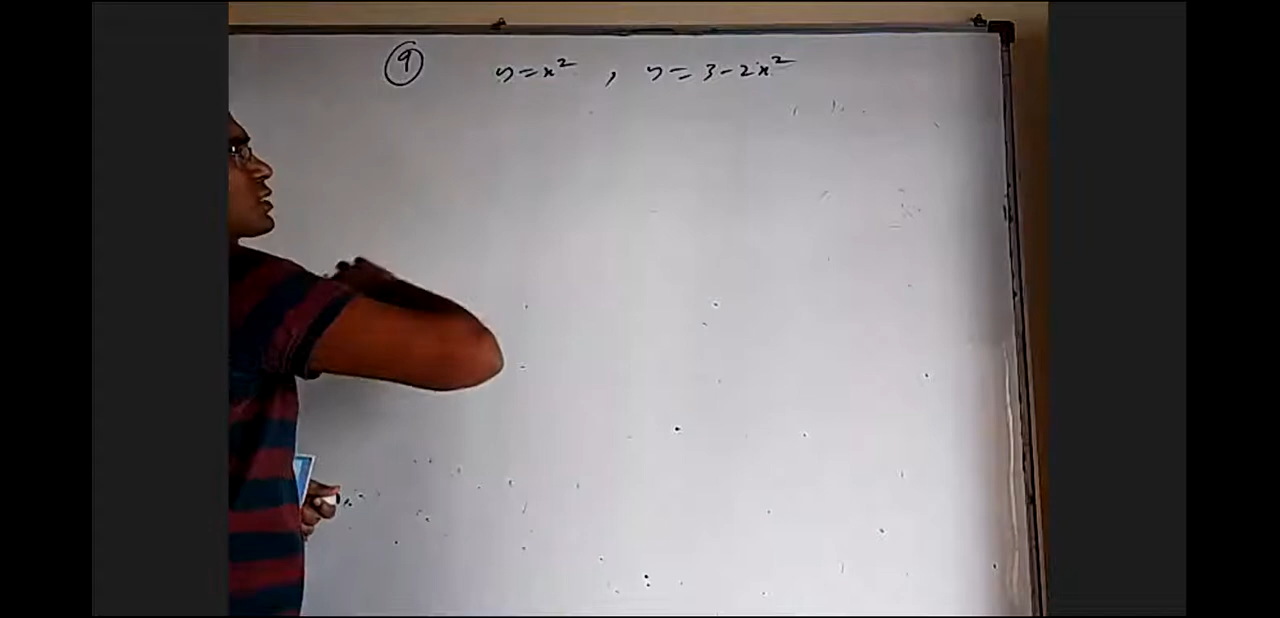 ⑨ y = x² , y = 3 - 2x²